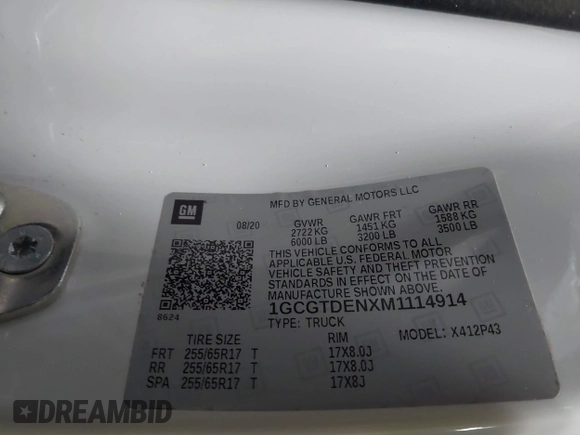 GM
MFD BY GENERAL MOTORS LLC
08/20
GVWR GAWR FRT GAWR RR
2722 KG 1451 KG 1588 KG
6000 LB 3200 LB 3500 LB
THIS VEHICLE CONFORMS TO ALL
APPLICABLE U.S. FEDERAL MOTOR
VEHICLE SAFETY AND THEFT PREVENTION
STANDARDS IN EFFECT ON THE DATE OF
MANUFACTURE SHOWN ABOVE.
1GCGTDENXM1114914
8624
TYPE: TRUCK MODEL: X412P43
TIRE SIZE RIM
FRT 255/65R17 T 17X8.0J
RR 255/65R17 T 17X8.0J
SPA 255/65R17 T 17X8J
DREAMBID